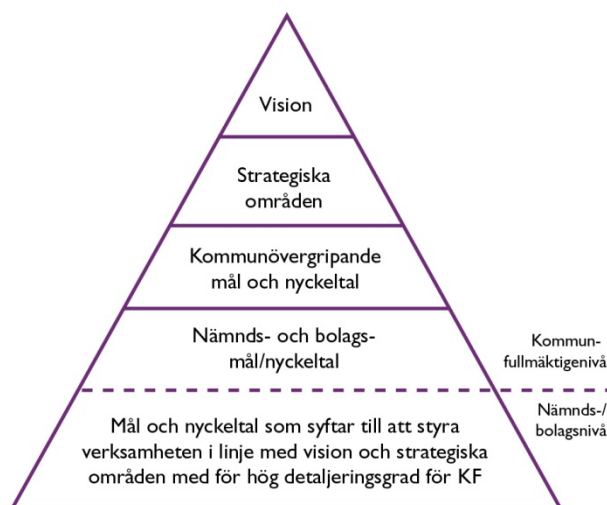 Vision
Strategiska
områden
Kommunövergripande
mål och nyckeltal
Nämnds- och bolags-
mål/nyckeltal
Kommun-
fullmäktigenivå
Nämnds-/
bolagsnivå
Mål och nyckeltal som syftar till att styra
verksamheten i linje med vision och strategiska
områden med för hög detaljeringsgrad för KF